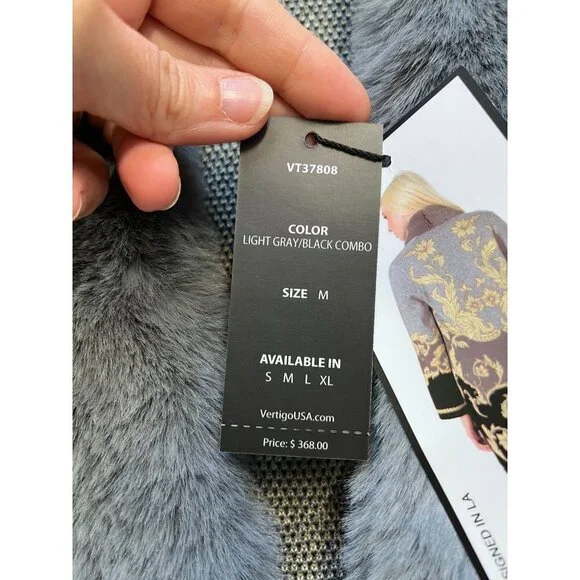 VT37808
COLOR
LIGHT GRAY/BLACK COMBO
SIZE M
AVAILABLE IN
S M L XL
VertigoUSA.com
Price: $ 368.00
SIGNED IN LA